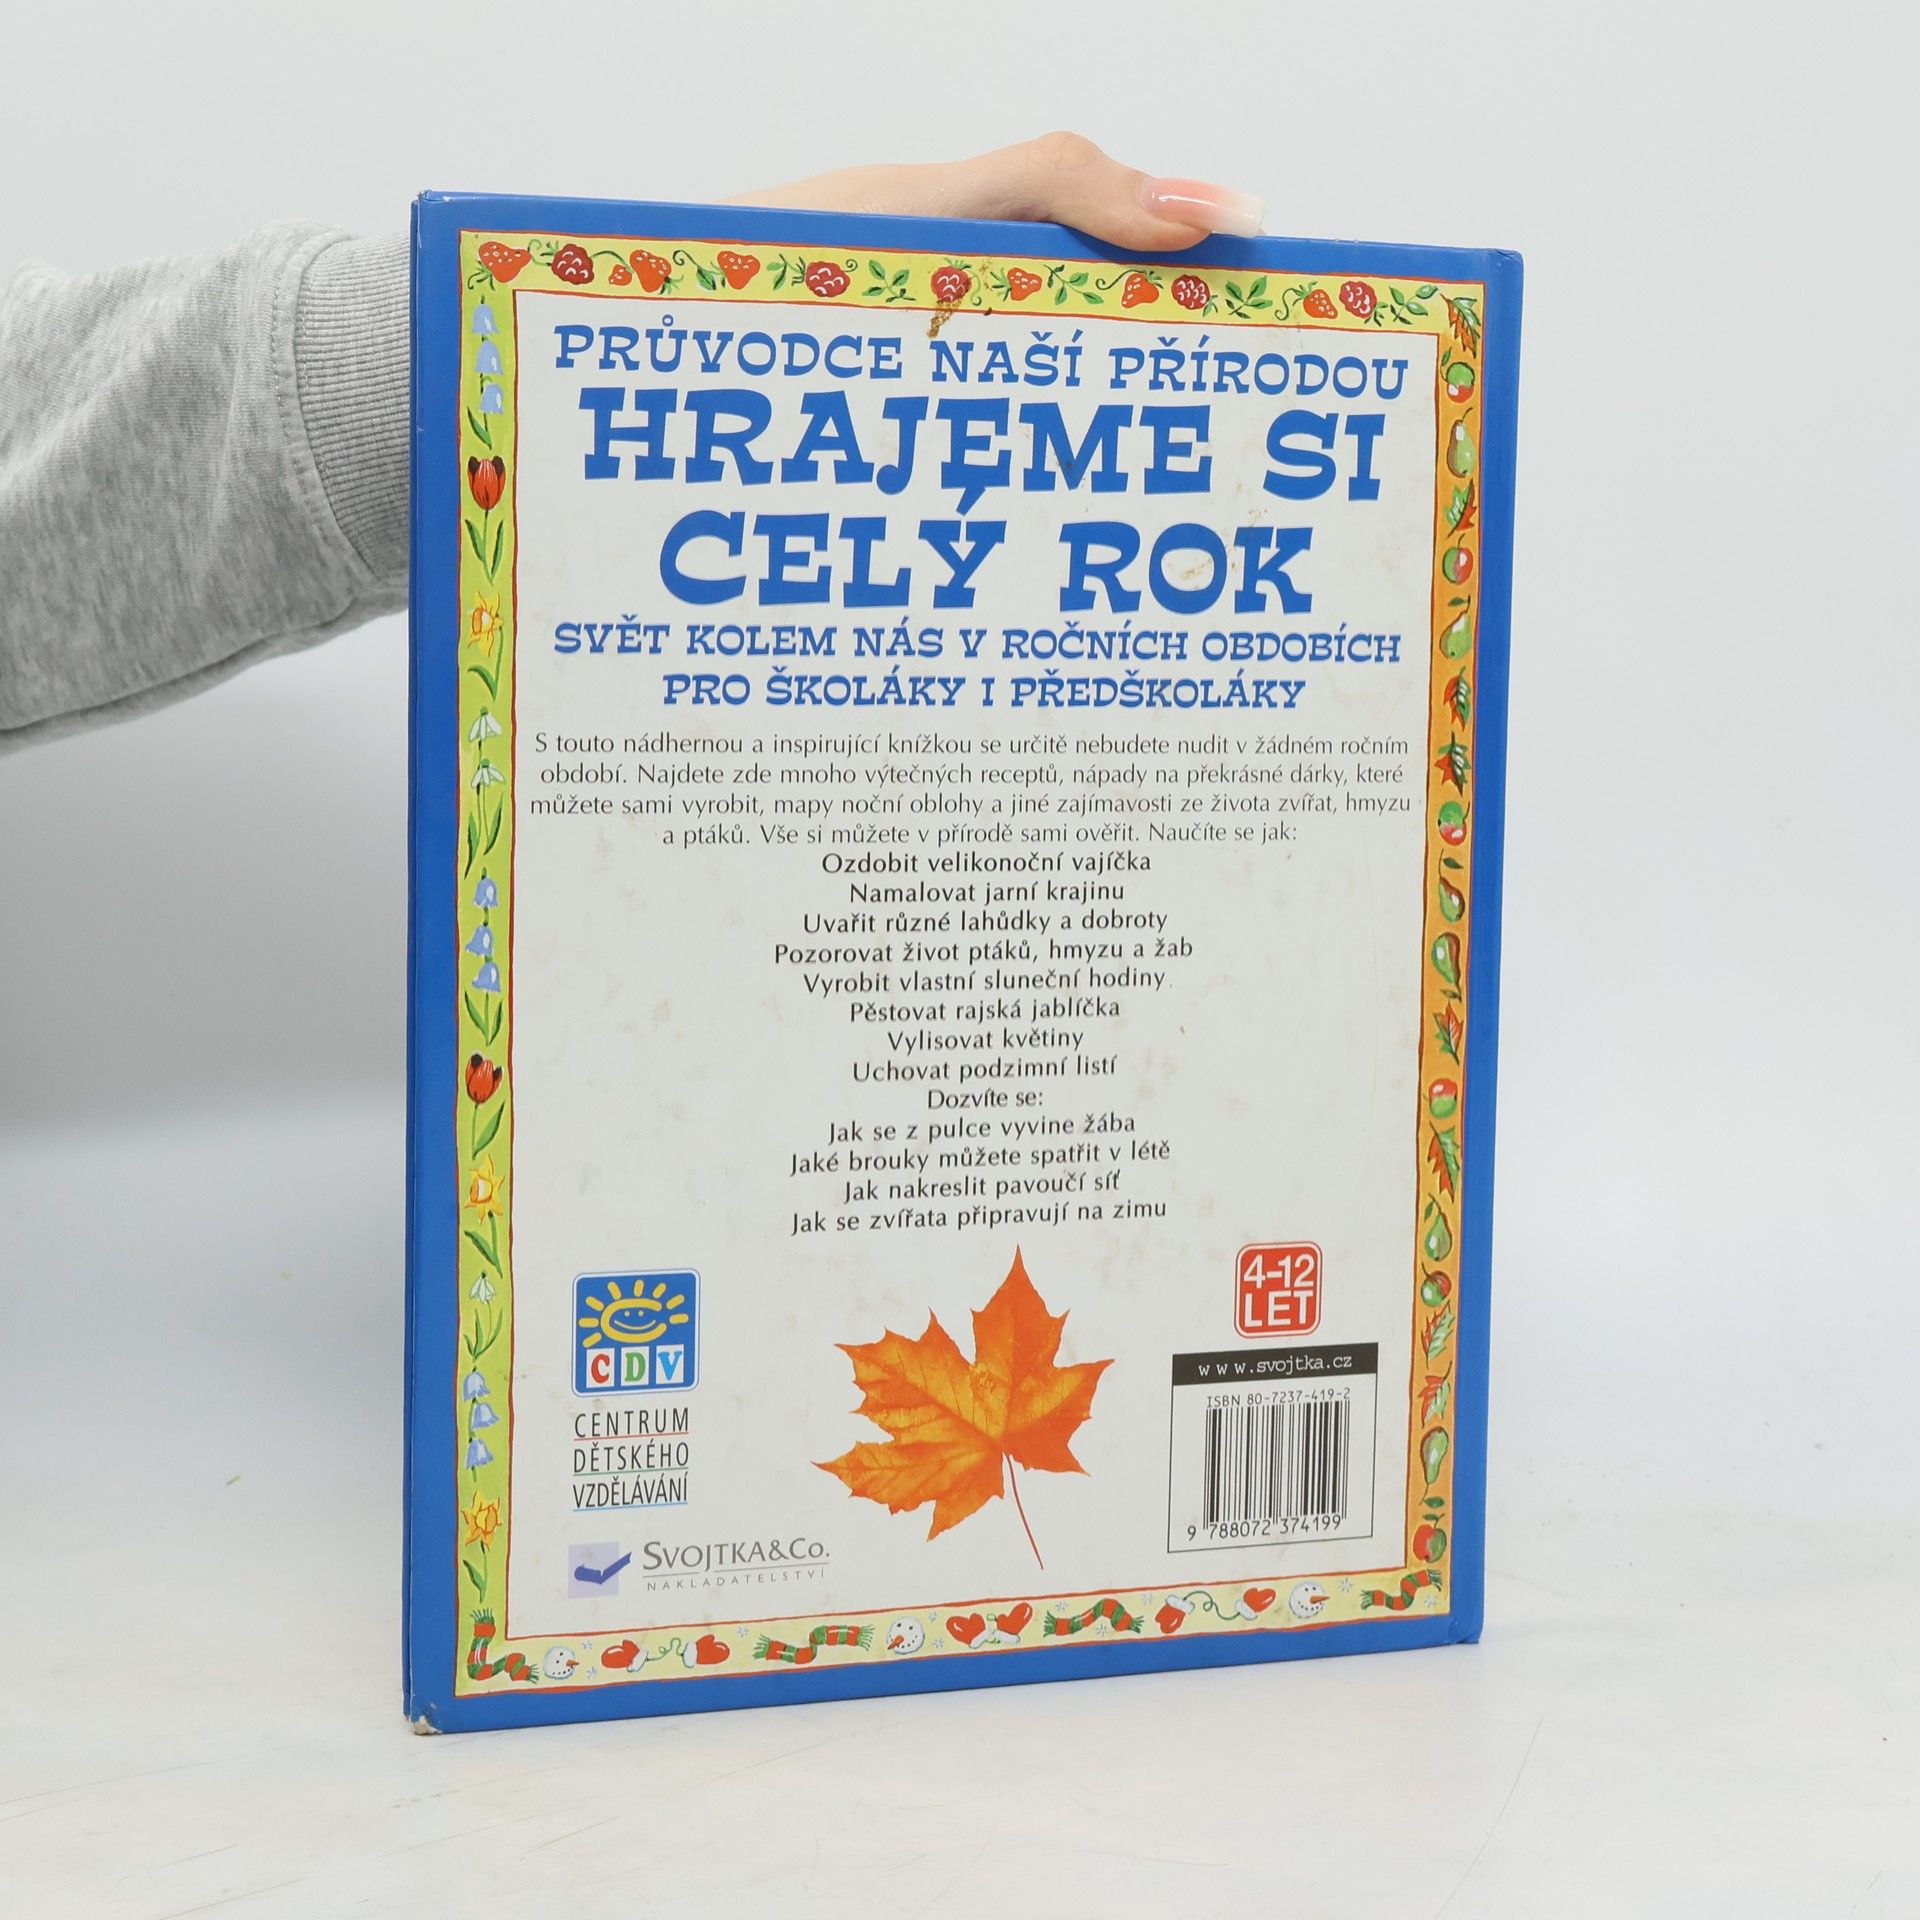 PRŮVODCE NAŠÍ PŘÍRODOU
HRAJEME SI
CELÝ ROK
SVĚT KOLEM NÁS V ROČNÍCH OBDOBÍCH
PRO ŠKOLÁKY I PŘEDŠKOLÁKY
S touto nádhernou a inspirující knížkou se určitě nebudete nudit v žádném ročním
období. Najdete zde mnoho výtečných receptů, nápady na překrásné dárky, které
můžete sami vyrobit, mapy noční oblohy a jiné zajímavosti ze života zvířat, hmyzu
a ptáků. Vše si můžete v přírodě sami ověřit. Naučíte se jak:
Ozdobit velikonoční vajíčka
Namalovat jarní krajinu
Uvařit různé lahůdky a dobroty
Pozorovat život ptáků, hmyzu a žab
Vyrobit vlastní sluneční hodiny
Pěstovat rajská jablíčka
Vylisovat květiny
Uchovat podzimní listí
Dozvíte se:
Jak se z pulce vyvine žába
Jaké brouky můžete spatřit v létě
Jak nakreslit pavoučí síť
Jak se zvířata připravují na zimu
4-12
LET
CDV
CENTRUM
DĚTSKÉHO
VZDĚLÁVÁNÍ
SVOJTKA&CO.
NAKLADATELSTVÍ
www.svojtka.cz
ISBN 80-7237-419-2
9 788072 374199